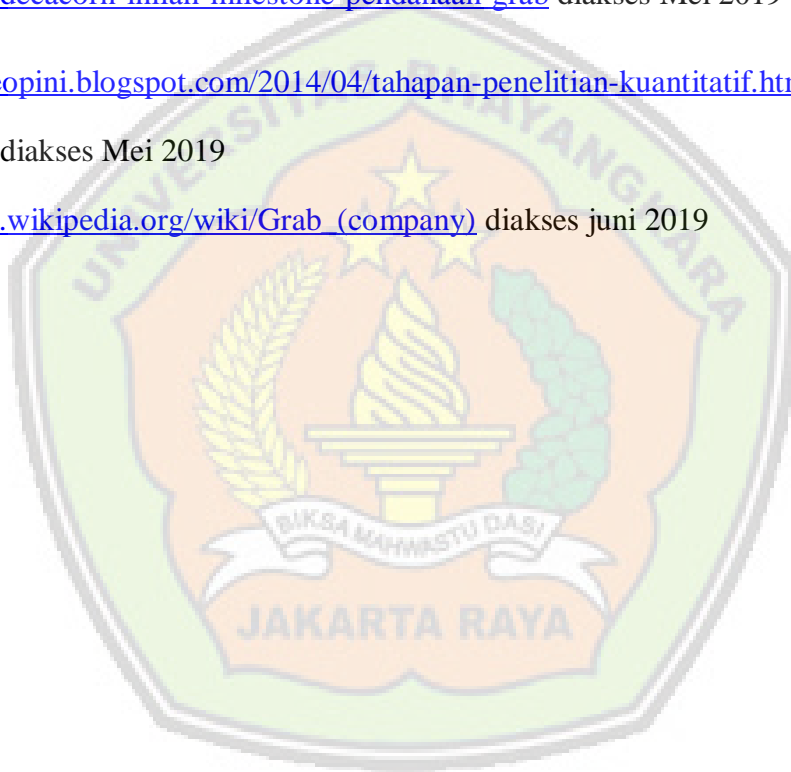 decacorn-inilah-milestone-pendanaan-grab diakses Mei 2019
eopini.blogspot.com/2014/04/tahapan-penelitian-kuantitatif.htm
diakses Mei 2019
.wikipedia.org/wiki/Grab_(company) diakses juni 2019
UNIVERSITAS BHAYANGKARA
BIKSA MAHWASTU DASI
JAKARTA RAYA